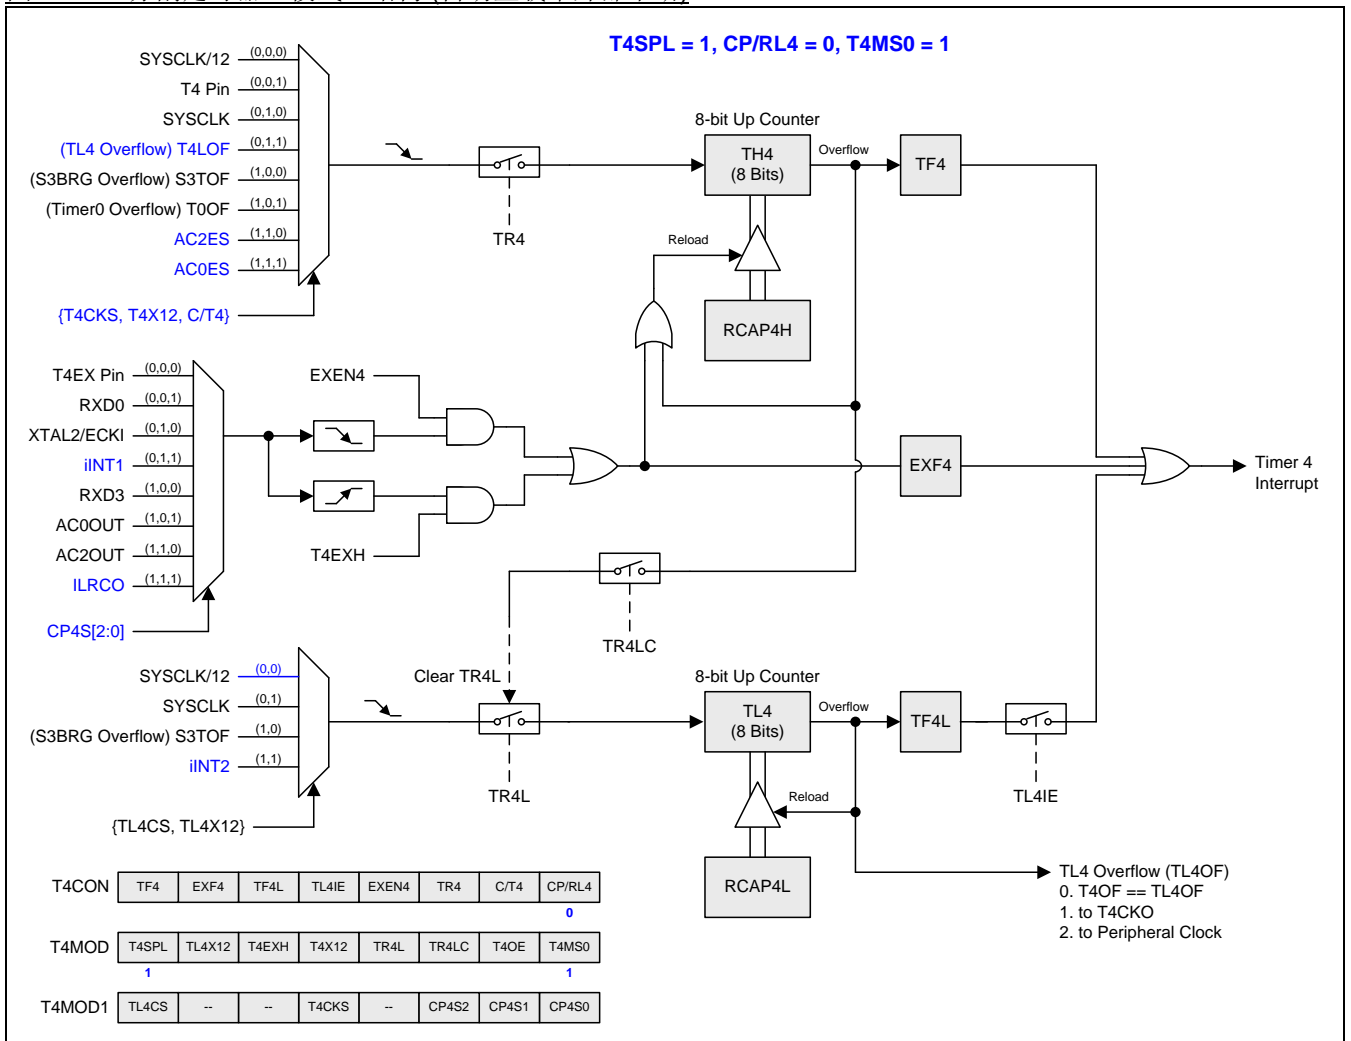 T4SPL = 1, CP/RL4 = 0, T4MS0 = 1
SYSCLK/12 (0,0,0)
T4 Pin (0,0,1)
SYSCLK (0,1,0)
(TL4 Overflow) T4LOF (0,1,1)
(S3BRG Overflow) S3TOF (1,0,0)
(Timer0 Overflow) T0OF (1,0,1)
AC2ES (1,1,0)
AC0ES (1,1,1)
{T4CKS, T4X12, C/T4}
TR4
8-bit Up Counter
TH4
(8 Bits)
Overflow
TF4
Reload
RCAP4H
T4EX Pin (0,0,0)
RXD0 (0,0,1)
XTAL2/ECKI (0,1,0)
iINT1 (0,1,1)
RXD3 (1,0,0)
AC0OUT (1,0,1)
AC2OUT (1,1,0)
ILRCO (1,1,1)
CP4S[2:0]
EXEN4
T4EXH
EXF4
Timer 4
Interrupt
TR4LC
Clear TR4L
SYSCLK/12 (0,0)
SYSCLK (0,1)
(S3BRG Overflow) S3TOF (1,0)
iINT2 (1,1)
{TL4CS, TL4X12}
TR4L
8-bit Up Counter
TL4
(8 Bits)
Overflow
TF4L
TL4IE
Reload
RCAP4L
TL4 Overflow (TL4OF)
0. T4OF == TL4OF
1. to T4CKO
2. to Peripheral Clock
T4CON TF4 EXF4 TF4L TL4IE EXEN4 TR4 C/T4 CP/RL4
0
T4MOD T4SPL TL4X12 T4EXH T4X12 TR4L TR4LC T4OE T4MS0
1 1
T4MOD1 TL4CS -- -- T4CKS -- CP4S2 CP4S1 CP4S0